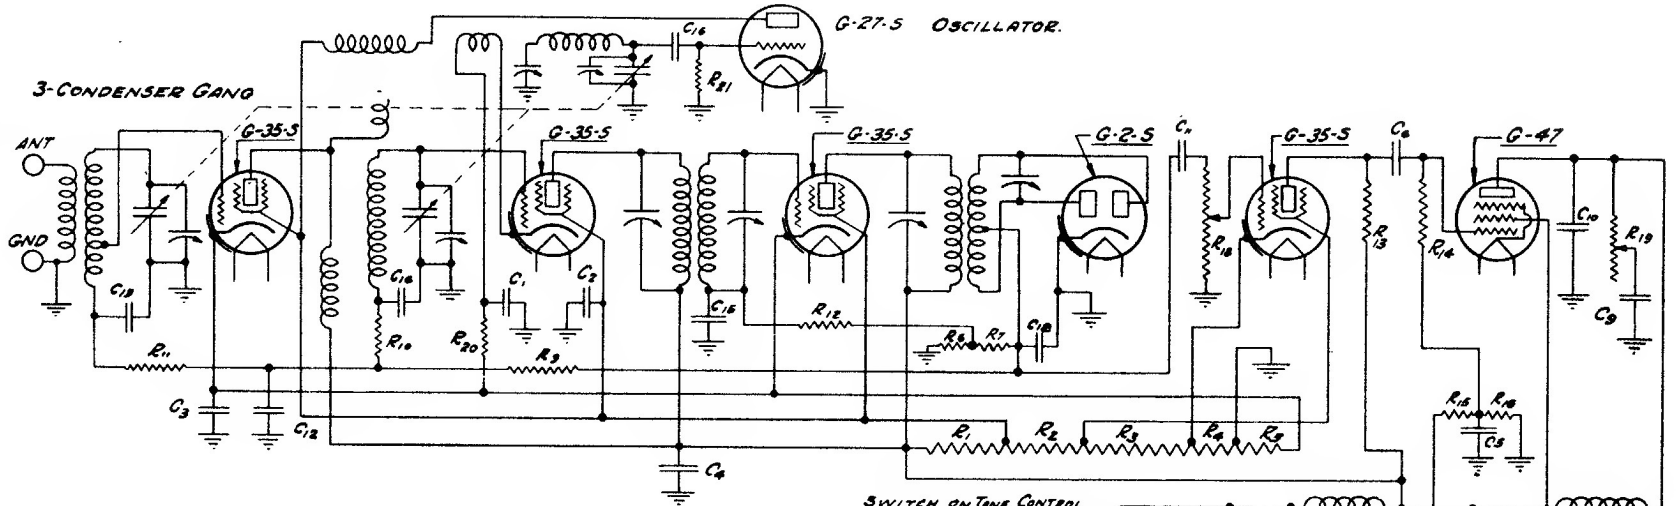 G-27-S OSCILLATOR.
C16
R21
3-CONDENSER GANG
ANT
GND
G-35-S
G-35-S
G-35-S
G-2-S
C11
G-35-S
C6
G-47
C13
C14
C1
C2
C15
R12
R6
R7
C18
R18
R13
R14
C10
R19
C9
R11
R10
R20
R9
C3
C12
C4
R1
R2
R3
R4
R5
R15
R16
C5
SWITCH ON TONE CONTROL